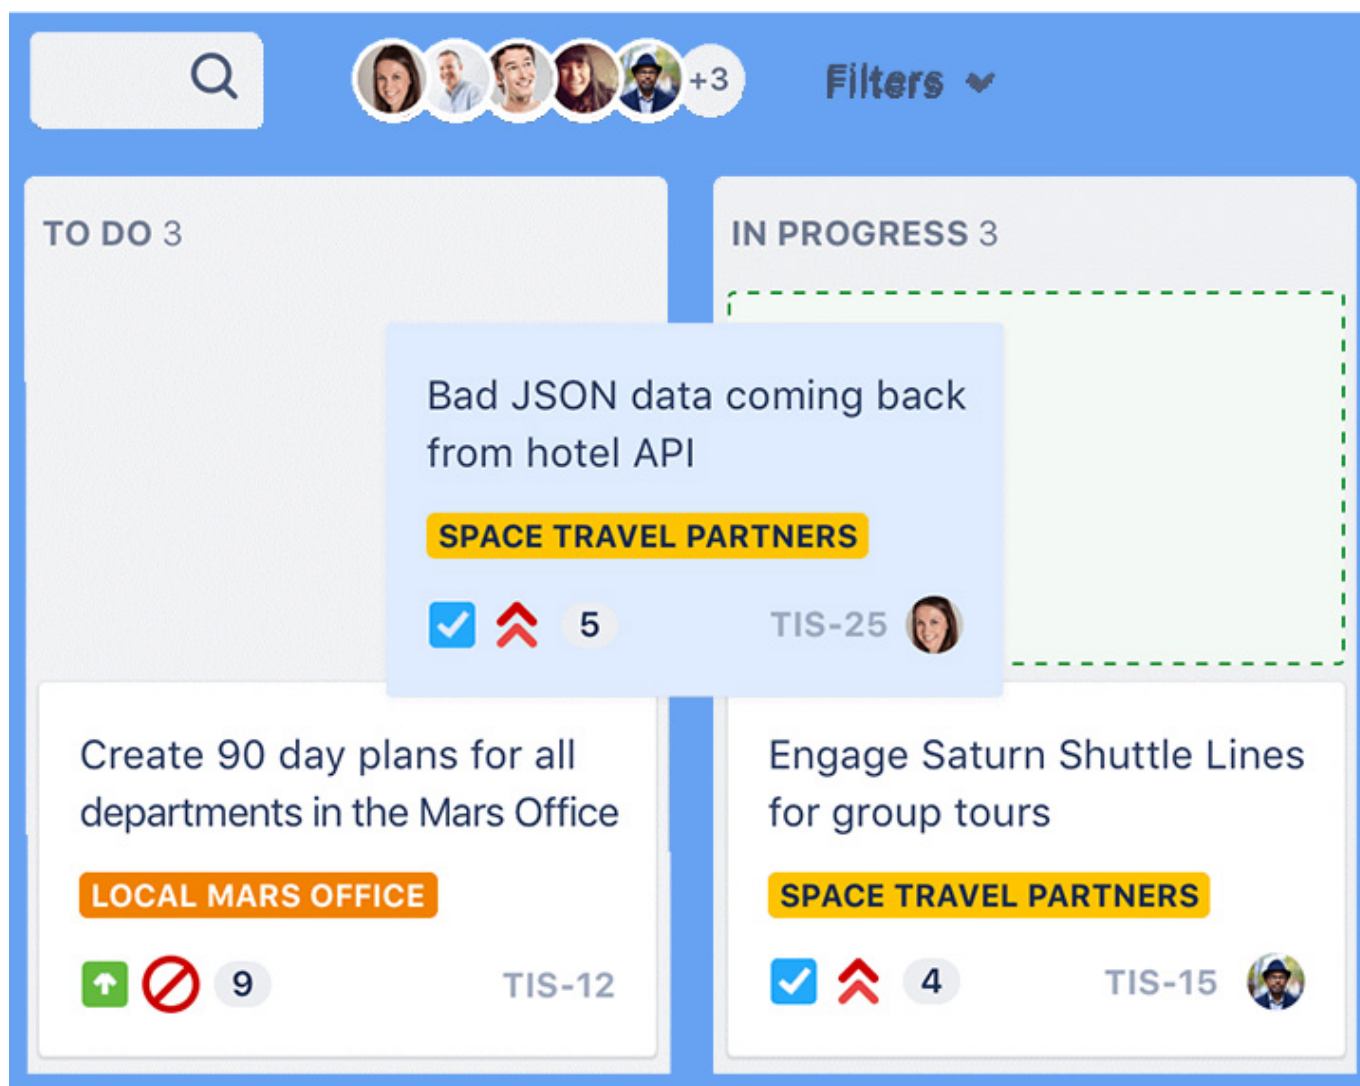 +3
Filters
TO DO 3
IN PROGRESS 3
Bad JSON data coming back
from hotel API
SPACE TRAVEL PARTNERS
5
TIS-25
Create 90 day plans for all
departments in the Mars Office
LOCAL MARS OFFICE
9
TIS-12
Engage Saturn Shuttle Lines
for group tours
SPACE TRAVEL PARTNERS
4
TIS-15